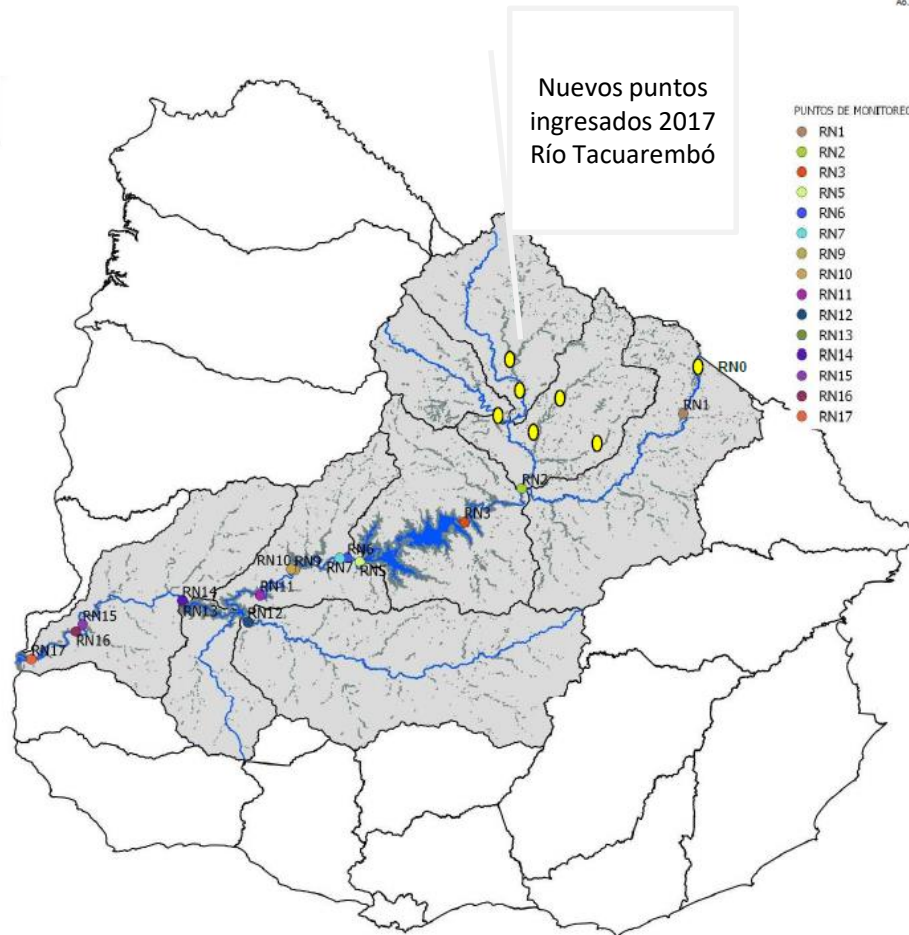 Nuevos puntos
ingresados 2017
Río Tacuarembó
PUNTOS DE MONITOREO
RN1
RN2
RN3
RN5
RN6
RN7
RN9
RN10
RN11
RN12
RN13
RN14
RN15
RN16
RN17
RN0
RN1
RN2
RN3
RN6
RN10
RN9
RN7
RN5
RN11
RN14
RN13
RN12
RN15
RN16
RN17